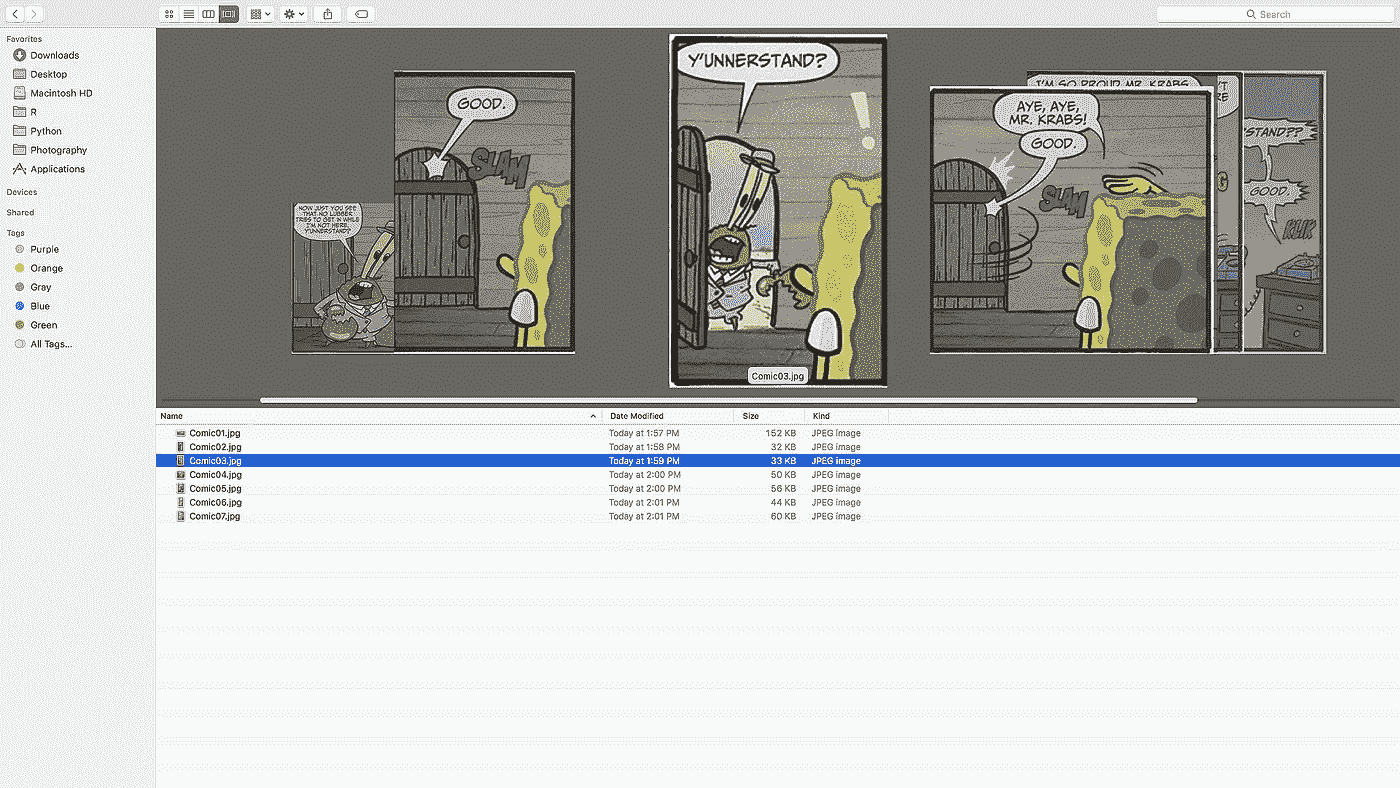 Search
Favorites
Downloads
Desktop
Macintosh HD
R
Python
Photography
Applications
Devices
Shared
Tags
Purple
Orange
Gray
Blue
Green
All Tags...
NOW JUST YOU SEE
THAT NO LUBBER
TRIES TO GET IN WHILE
I'M NOT HERE,
Y'UNNERSTAND?
GOOD.
SLAM
Y'UNNERSTAND?
!
Comic03.jpg
I'M SO PROUD MR. KRABS
AYE, AYE,
MR. KRABS!
GOOD.
SLAM
'T
RE
G
'STAND??
GOOD.
KLIK
Name Date Modified Size Kind
Comic01.jpg Today at 1:57 PM 152 KB JPEG image
Comic02.jpg Today at 1:58 PM 32 KB JPEG image
Comic03.jpg Today at 1:59 PM 33 KB JPEG image
Comic04.jpg Today at 2:00 PM 50 KB JPEG image
Comic05.jpg Today at 2:00 PM 56 KB JPEG image
Comic06.jpg Today at 2:01 PM 44 KB JPEG image
Comic07.jpg Today at 2:01 PM 60 KB JPEG image